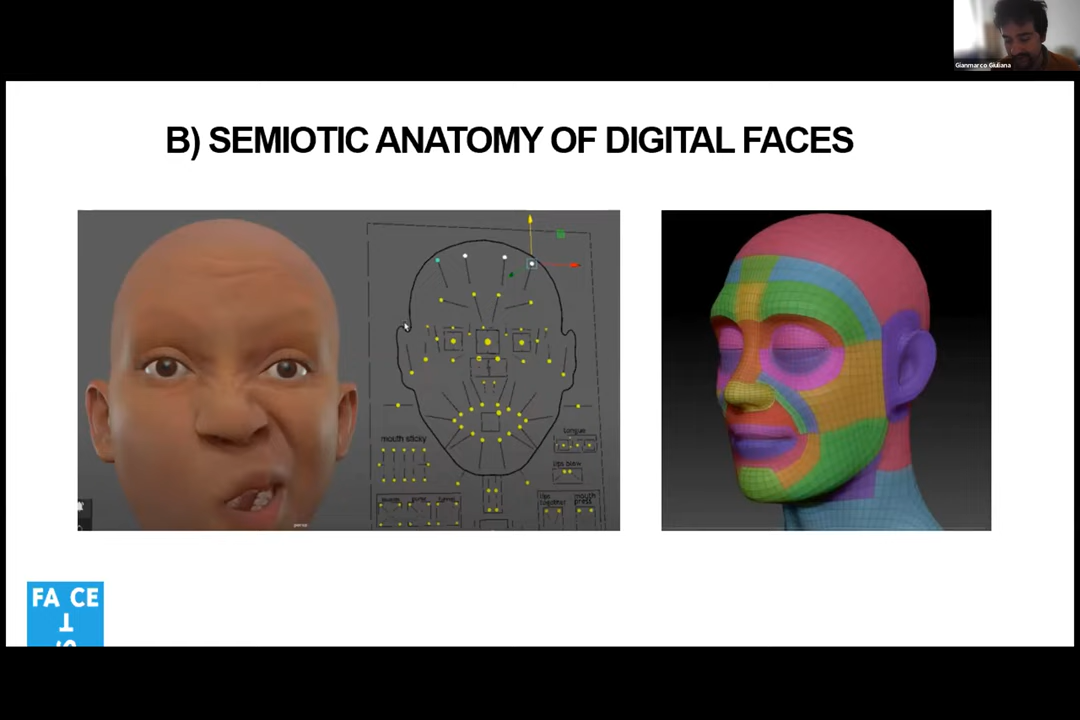 Gianmarco Giuliana
B) SEMIOTIC ANATOMY OF DIGITAL FACES
mouth sticky
tongue
lips blow
lips together
mouth press
FA CE
T
S